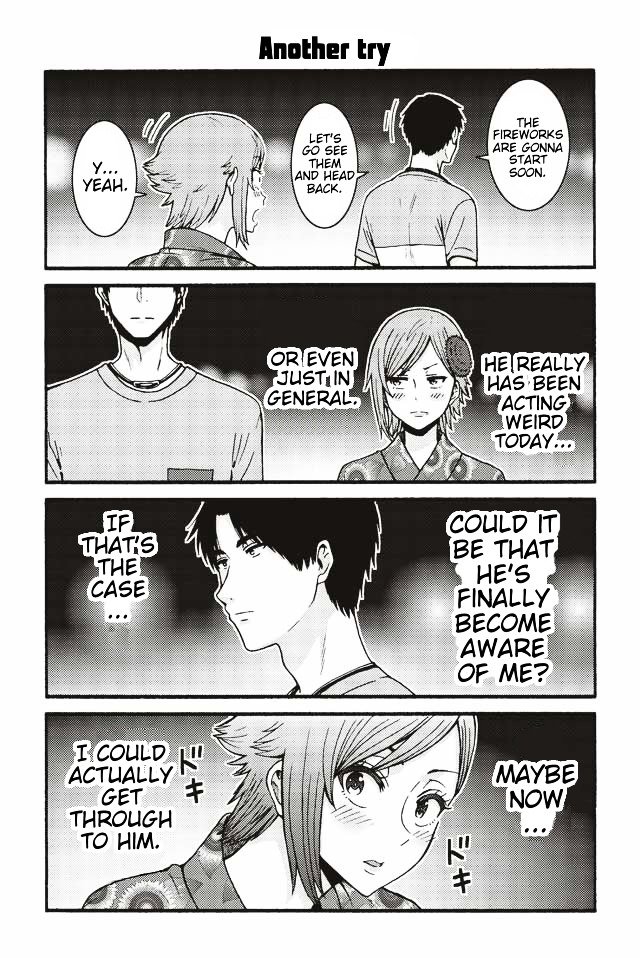 Another try
THE
FIREWORKS
ARE GONNA
START
SOON.
LET'S
GO SEE
THEM
AND HEAD
BACK.
Y...
YEAH.
HE REALLY
HAS BEEN
ACTING
WEIRD
TODAY...
OR EVEN
JUST IN
GENERAL.
COULD IT
BE THAT
HE'S
FINALLY
BECOME
AWARE
OF ME?
IF
THAT'S
THE
CASE
...
MAYBE
NOW
...
ドキ
I COULD
ACTUALLY
GET
THROUGH
TO HIM.
ドキ